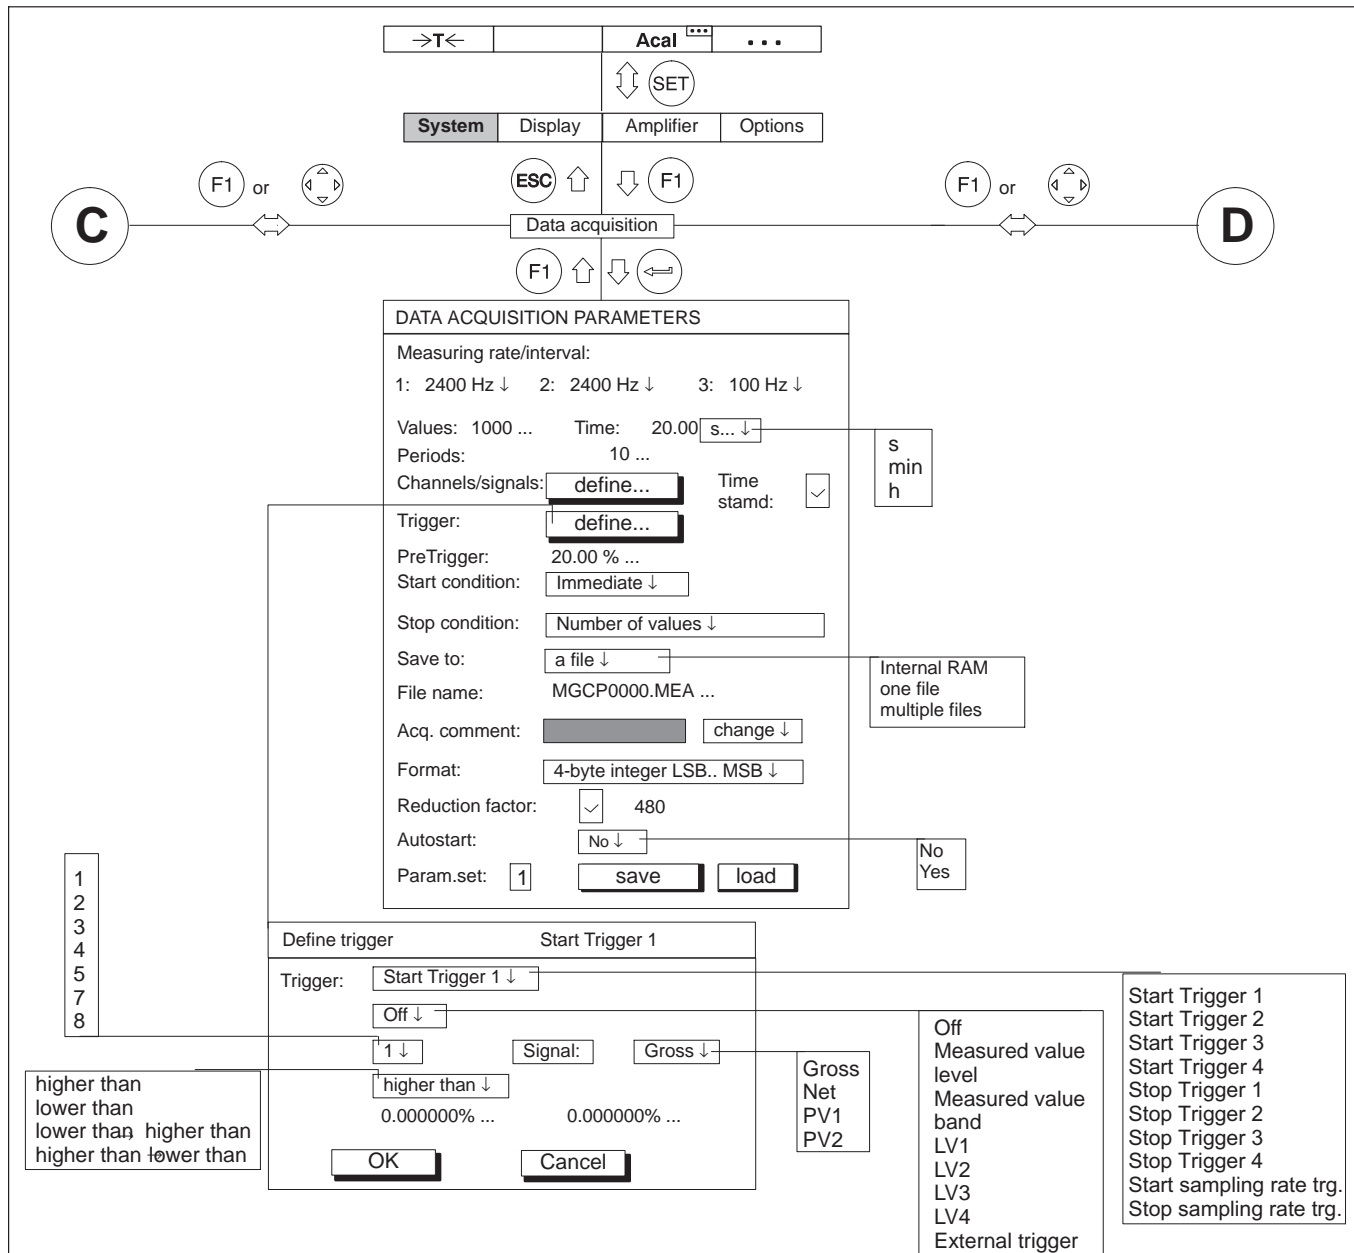 →T← Acal ... ...
SET
System Display Amplifier Options
F1 or ESC F1 F1 or
C Data acquisition D
F1
DATA ACQUISITION PARAMETERS
Measuring rate/interval:
1: 2400 Hz ↓ 2: 2400 Hz ↓ 3: 100 Hz ↓
Values: 1000 ... Time: 20.00 s... ↓
Periods: 10 ...
Channels/signals: define... Time
stamd:
Trigger: define...
PreTrigger: 20.00 % ...
Start condition: Immediate ↓
Stop condition: Number of values ↓
Save to: a file ↓
File name: MGCP0000.MEA ...
Acq. comment: change ↓
Format: 4-byte integer LSB.. MSB ↓
Reduction factor: 480
Autostart: No ↓
Param.set: 1 save load
s
min
h
Internal RAM
one file
multiple files
No
Yes
1
2
3
4
5
7
8
Define trigger Start Trigger 1
Trigger: Start Trigger 1 ↓
Off ↓
1 ↓ Signal: Gross ↓
higher than ↓
0.000000% ... 0.000000% ...
OK Cancel
higher than
lower than
lower than→ higher than
higher than→lower than
Gross
Net
PV1
PV2
Off
Measured value
level
Measured value
band
LV1
LV2
LV3
LV4
External trigger
Start Trigger 1
Start Trigger 2
Start Trigger 3
Start Trigger 4
Stop Trigger 1
Stop Trigger 2
Stop Trigger 3
Stop Trigger 4
Start sampling rate trg.
Stop sampling rate trg.